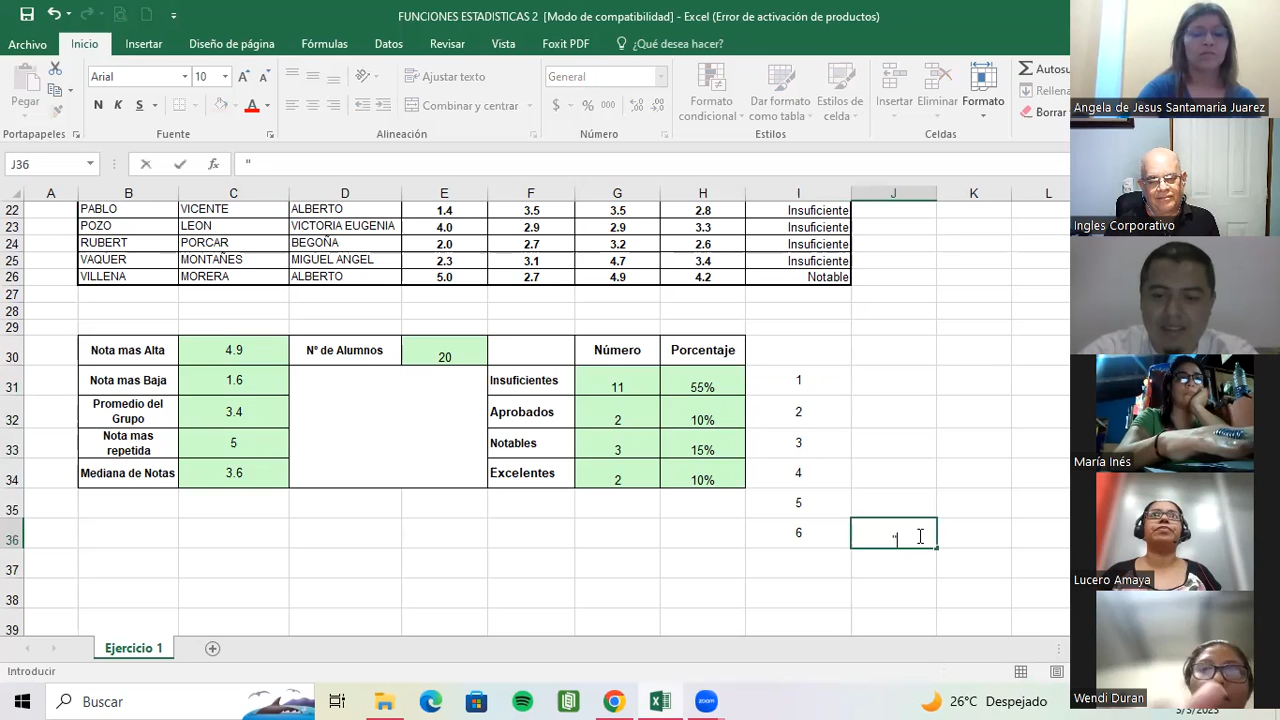 FUNCIONES ESTADISTICAS 2 [Modo de compatibilidad] - Excel (Error de activación de productos)
Archivo Inicio Insertar Diseño de página Fórmulas Datos Revisar Vista Foxit PDF ¿Qué desea hacer?
Pegar
Arial 10
N K S
Ajustar texto
Combinar y centrar
General
$ % 000
Formato condicional
Dar formato como tabla
Estilos de celda
Insertar Eliminar Formato
Autosu
Rellena
Borrar
Portapapeles Fuente Alineación Número Estilos Celdas
J36 "
A B C D E F G H I J K L
22 PABLO VICENTE ALBERTO 1.4 3.5 3.5 2.8 Insuficiente
23 POZO LEON VICTORIA EUGENIA 4.0 2.9 2.9 3.3 Insuficiente
24 RUBERT PORCAR BEGOÑA 2.0 2.7 3.2 2.6 Insuficiente
25 VAQUER MONTAÑES MIGUEL ANGEL 2.3 3.1 4.7 3.4 Insuficiente
26 VILLENA MORERA ALBERTO 5.0 2.7 4.9 4.2 Notable
27
28
29
30 Nota mas Alta 4.9 Nº de Alumnos 20 Número Porcentaje
31 Nota mas Baja 1.6 Insuficientes 11 55% 1
32 Promedio del Grupo 3.4 Aprobados 2 10% 2
33 Nota mas repetida 5 Notables 3 15% 3
34 Mediana de Notas 3.6 Excelentes 2 10% 4
35 5
36 6 "
37
38
39
Ejercicio 1
Introducir
Buscar
zoom
26°C Despejado
3/3/2023
Angela de Jesus Santamaria Juarez
Ingles Corporativo
María Inés
Lucero Amaya
Wendi Duran